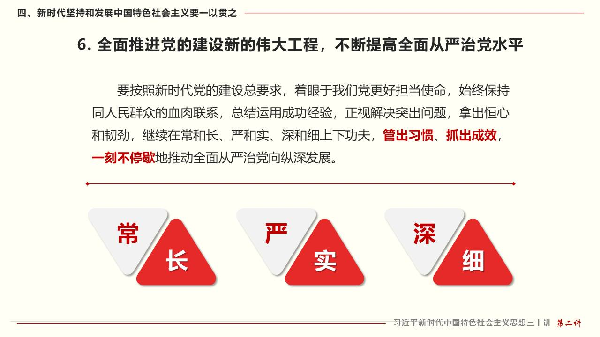 四、新时代坚持和发展中国特色社会主义要一以贯之
6. 全面推进党的建设新的伟大工程，不断提高全面从严治党水平
要按照新时代党的建设总要求，着眼于我们党更好担当使命，始终保持
同人民群众的血肉联系，总结运用成功经验，正视解决突出问题，拿出恒心
和韧劲，继续在常和长、严和实、深和细上下功夫，管出习惯、抓出成效，
一刻不停歇地推动全面从严治党向纵深发展。
常 长 严 实 深 细
习近平新时代中国特色社会主义思想三十讲 第二讲